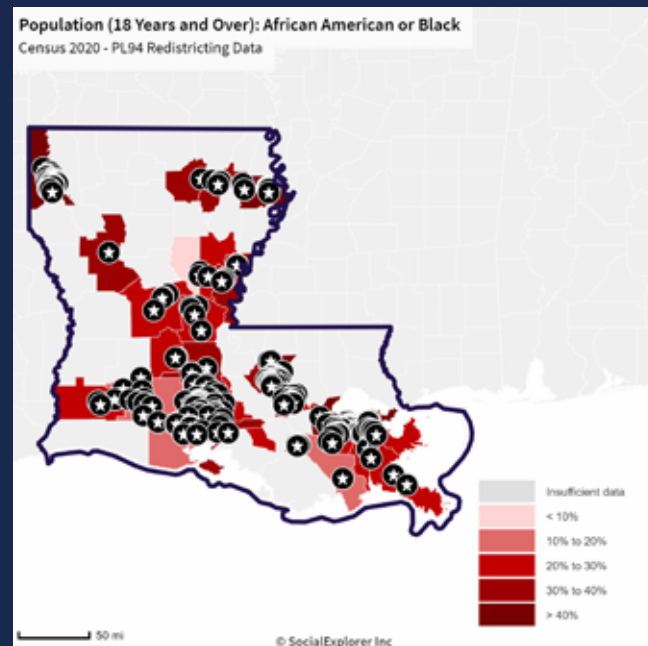 Population (18 Years and Over): African American or Black
Census 2020 - PL94 Redistricting Data
Insufficient data
< 10%
10% to 20%
20% to 30%
30% to 40%
> 40%
50 mi
© SocialExplorer Inc